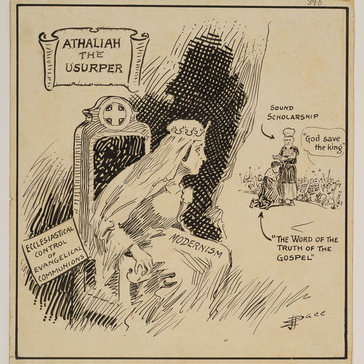 ATHALIAH
THE
USURPER
SOUND
SCHOLARSHIP
"God save
the king"
MODERNISM
ECCLESIASTICAL
CONTROL
OF
EVANGELICAL
COMMUNIONS
"THE WORD OF THE
TRUTH OF THE
GOSPEL"
Pace